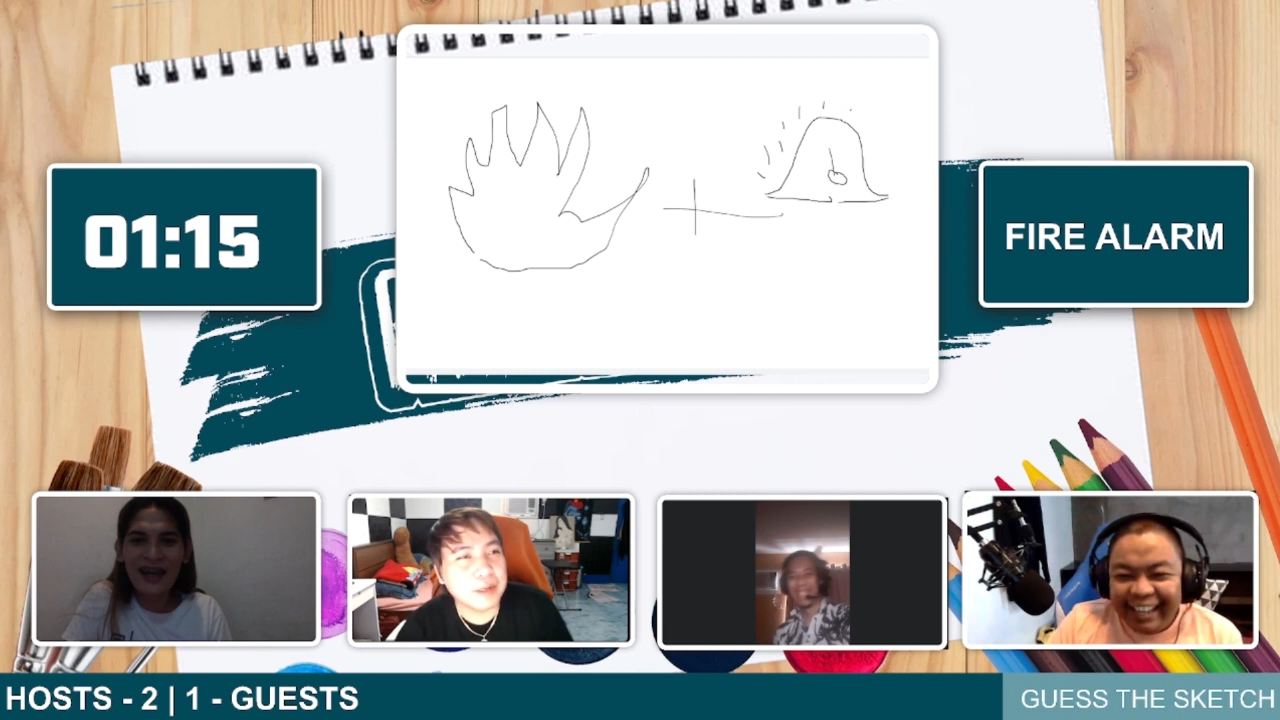 01:15
FIRE ALARM
HOSTS - 2 | 1 - GUESTS
GUESS THE SKETCH